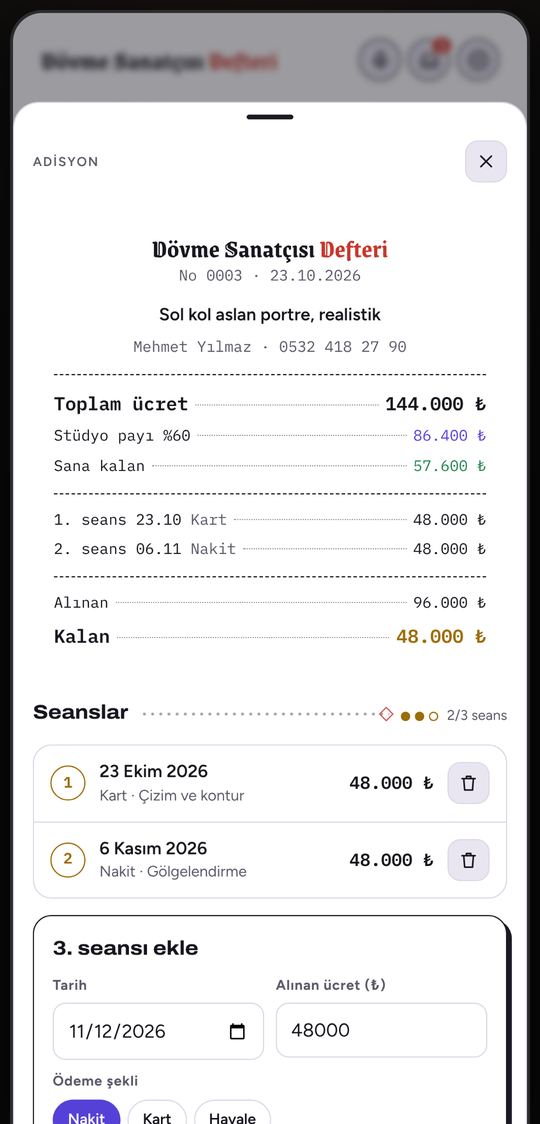 Dövme Sanatçısı Defteri
ADİSYON
Dövme Sanatçısı Defteri
No 0003 · 23.10.2026
Sol kol aslan portre, realistik
Mehmet Yılmaz · 0532 418 27 90
Toplam ücret 144.000 ₺
Stüdyo payı %60 86.400 ₺
Sana kalan 57.600 ₺
1. seans 23.10 Kart 48.000 ₺
2. seans 06.11 Nakit 48.000 ₺
Alınan 96.000 ₺
Kalan 48.000 ₺
Seanslar 2/3 seans
1 23 Ekim 2026 48.000 ₺
Kart · Çizim ve kontur
2 6 Kasım 2026 48.000 ₺
Nakit · Gölgelendirme
3. seansı ekle
Tarih Alınan ücret (₺)
11/12/2026 48000
Ödeme şekli
Nakit Kart Havale